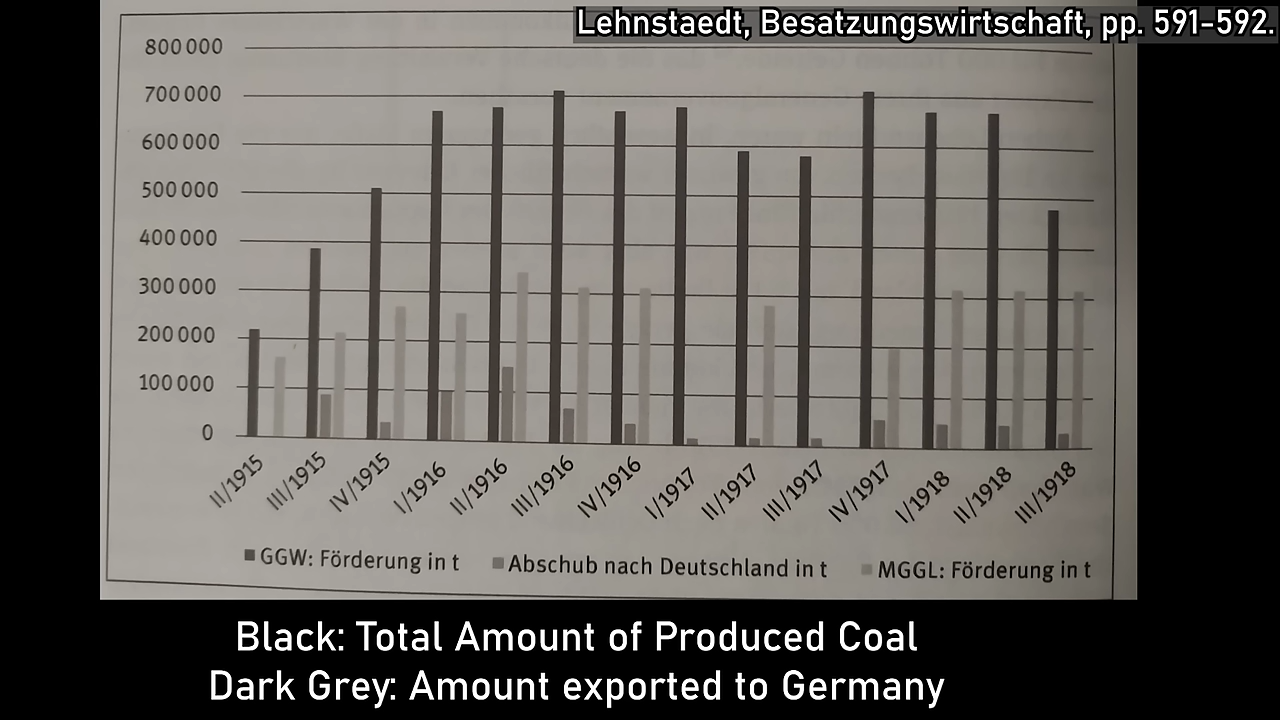 Lehnstaedt, Besatzungswirtschaft, pp. 591-592.
800 000
700 000
600 000
500 000
400 000
300 000
200 000
100 000
0
II/1915
III/1915
IV/1915
I/1916
II/1916
III/1916
IV/1916
I/1917
II/1917
III/1917
IV/1917
I/1918
II/1918
III/1918
GGW: Förderung in t
Abschub nach Deutschland in t
MGGL: Förderung in t
Black: Total Amount of Produced Coal
Dark Grey: Amount exported to Germany